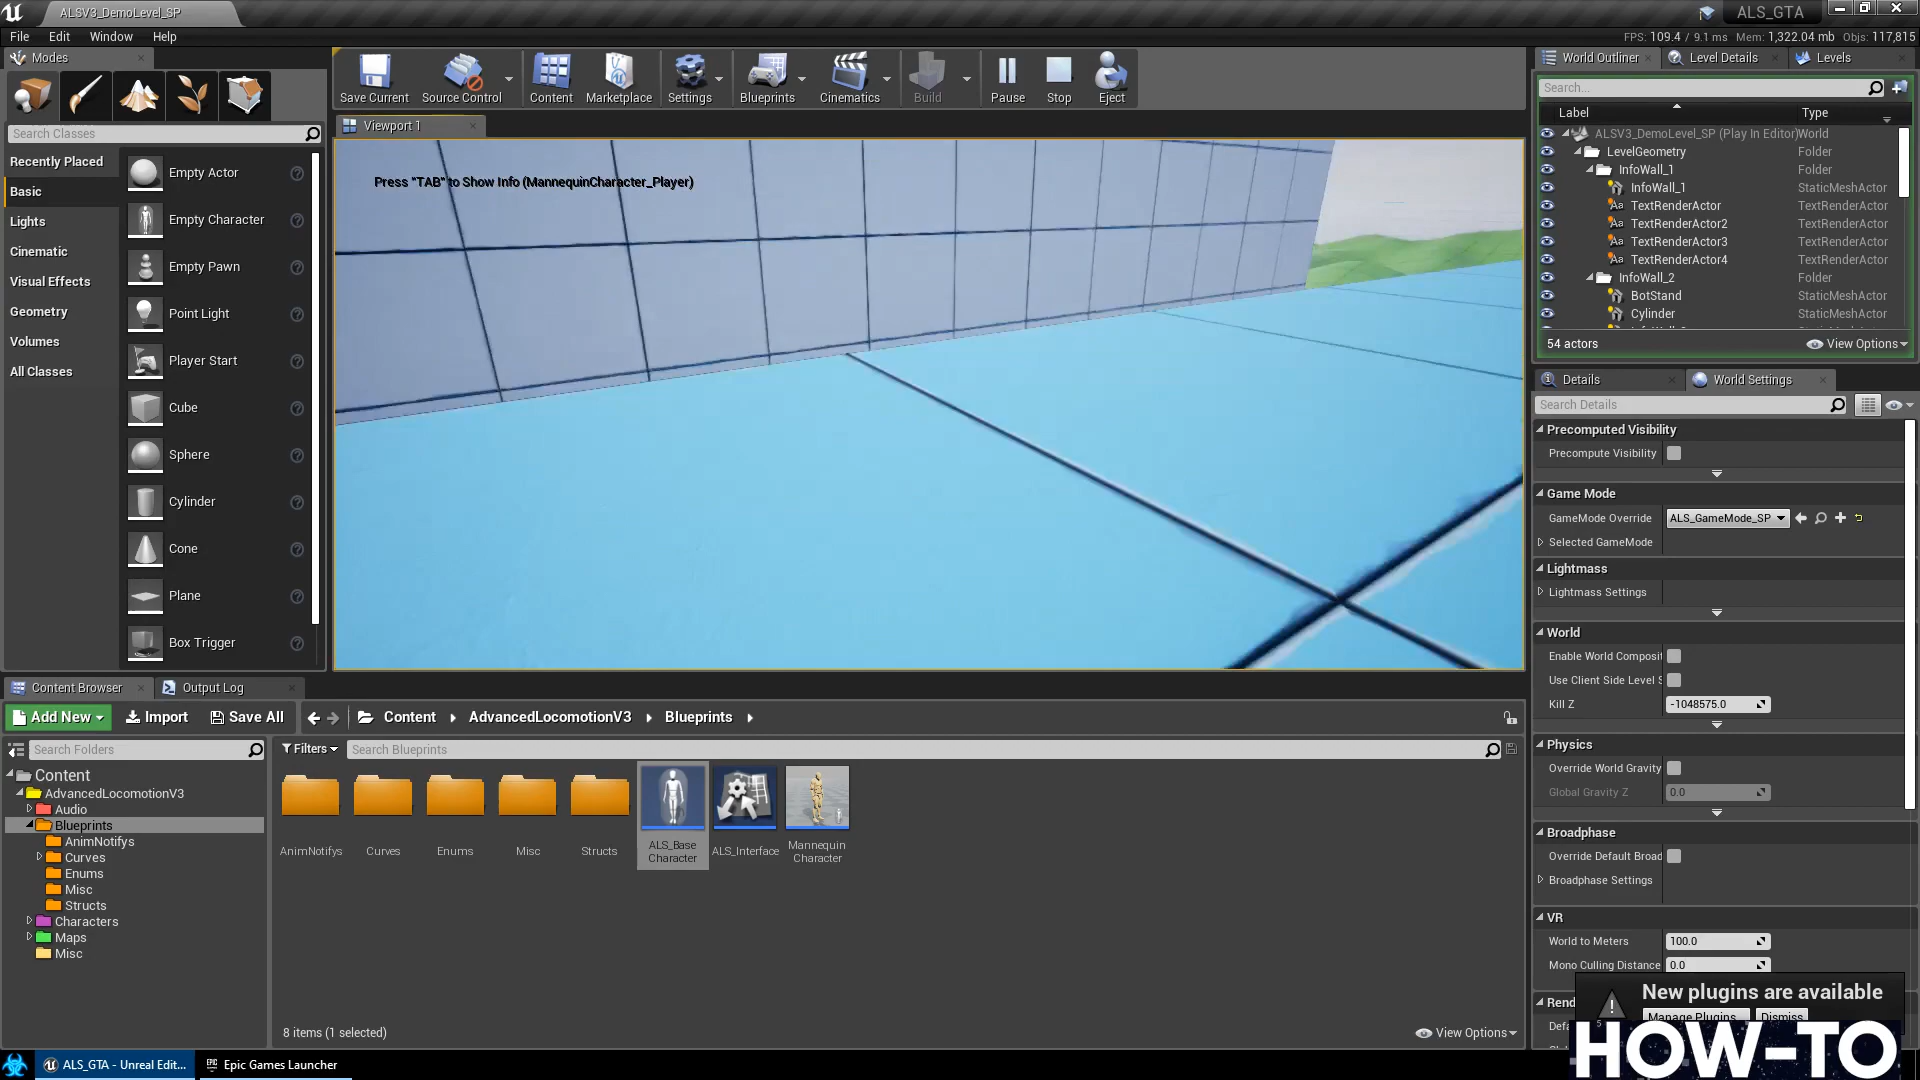 ALSV3_DemoLevel_SP
ALS_GTA
File Edit Window Help
FPS: 109.4 / 9.1 ms Mem: 1,322.04 mb Objs: 117,815
Modes
Search Classes
Recently Placed
Basic
Lights
Cinematic
Visual Effects
Geometry
Volumes
All Classes
Empty Actor
Empty Character
Empty Pawn
Point Light
Player Start
Cube
Sphere
Cylinder
Cone
Plane
Box Trigger
Save Current Source Control Content Marketplace Settings Blueprints Cinematics Build Pause Stop Eject
Viewport 1
Press "TAB" to Show Info (MannequinCharacter_Player)
World Outliner Level Details Levels
Search...
Label Type
ALSV3_DemoLevel_SP (Play In Editor) World
LevelGeometry Folder
InfoWall_1 Folder
InfoWall_1 StaticMeshActor
TextRenderActor TextRenderActor
TextRenderActor2 TextRenderActor
TextRenderActor3 TextRenderActor
TextRenderActor4 TextRenderActor
InfoWall_2 Folder
BotStand StaticMeshActor
Cylinder StaticMeshActor
54 actors View Options
Details World Settings
Search Details
Precomputed Visibility
Precompute Visibility
Game Mode
GameMode Override ALS_GameMode_SP
Selected GameMode
Lightmass
Lightmass Settings
World
Enable World Composit
Use Client Side Level S
Kill Z -1048575.0
Physics
Override World Gravity
Global Gravity Z 0.0
Broadphase
Override Default Broad
Broadphase Settings
VR
World to Meters 100.0
Mono Culling Distance 0.0
Rend
Defa
New plugins are available
Manage Plugins... Dismiss
HOW-TO
Content Browser Output Log
Add New Import Save All Content AdvancedLocomotionV3 Blueprints
Search Folders
Filters Search Blueprints
Content
AdvancedLocomotionV3
Audio
Blueprints
AnimNotifys
Curves
Enums
Misc
Structs
Characters
Maps
Misc
AnimNotifys Curves Enums Misc Structs ALS_Base Character ALS_Interface Mannequin Character
8 items (1 selected) View Options
ALS_GTA - Unreal Edit... Epic Games Launcher